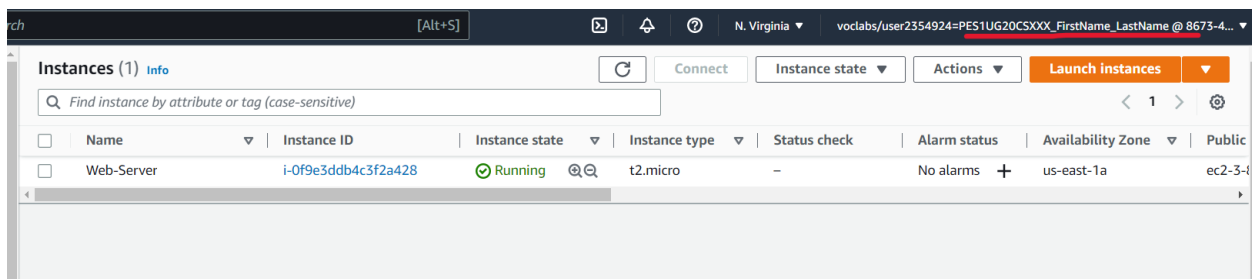 rch [Alt+S] N. Virginia ▼ voclabs/user2354924=PES1UG20CSXXX_FirstName_LastName @ 8673-4... ▼
Instances (1) Info Connect Instance state ▼ Actions ▼ Launch instances ▼
Find instance by attribute or tag (case-sensitive) < 1 >
Name Instance ID Instance state Instance type Status check Alarm status Availability Zone Public
Web-Server i-0f9e3ddb4c3f2a428 Running t2.micro – No alarms + us-east-1a ec2-3-8